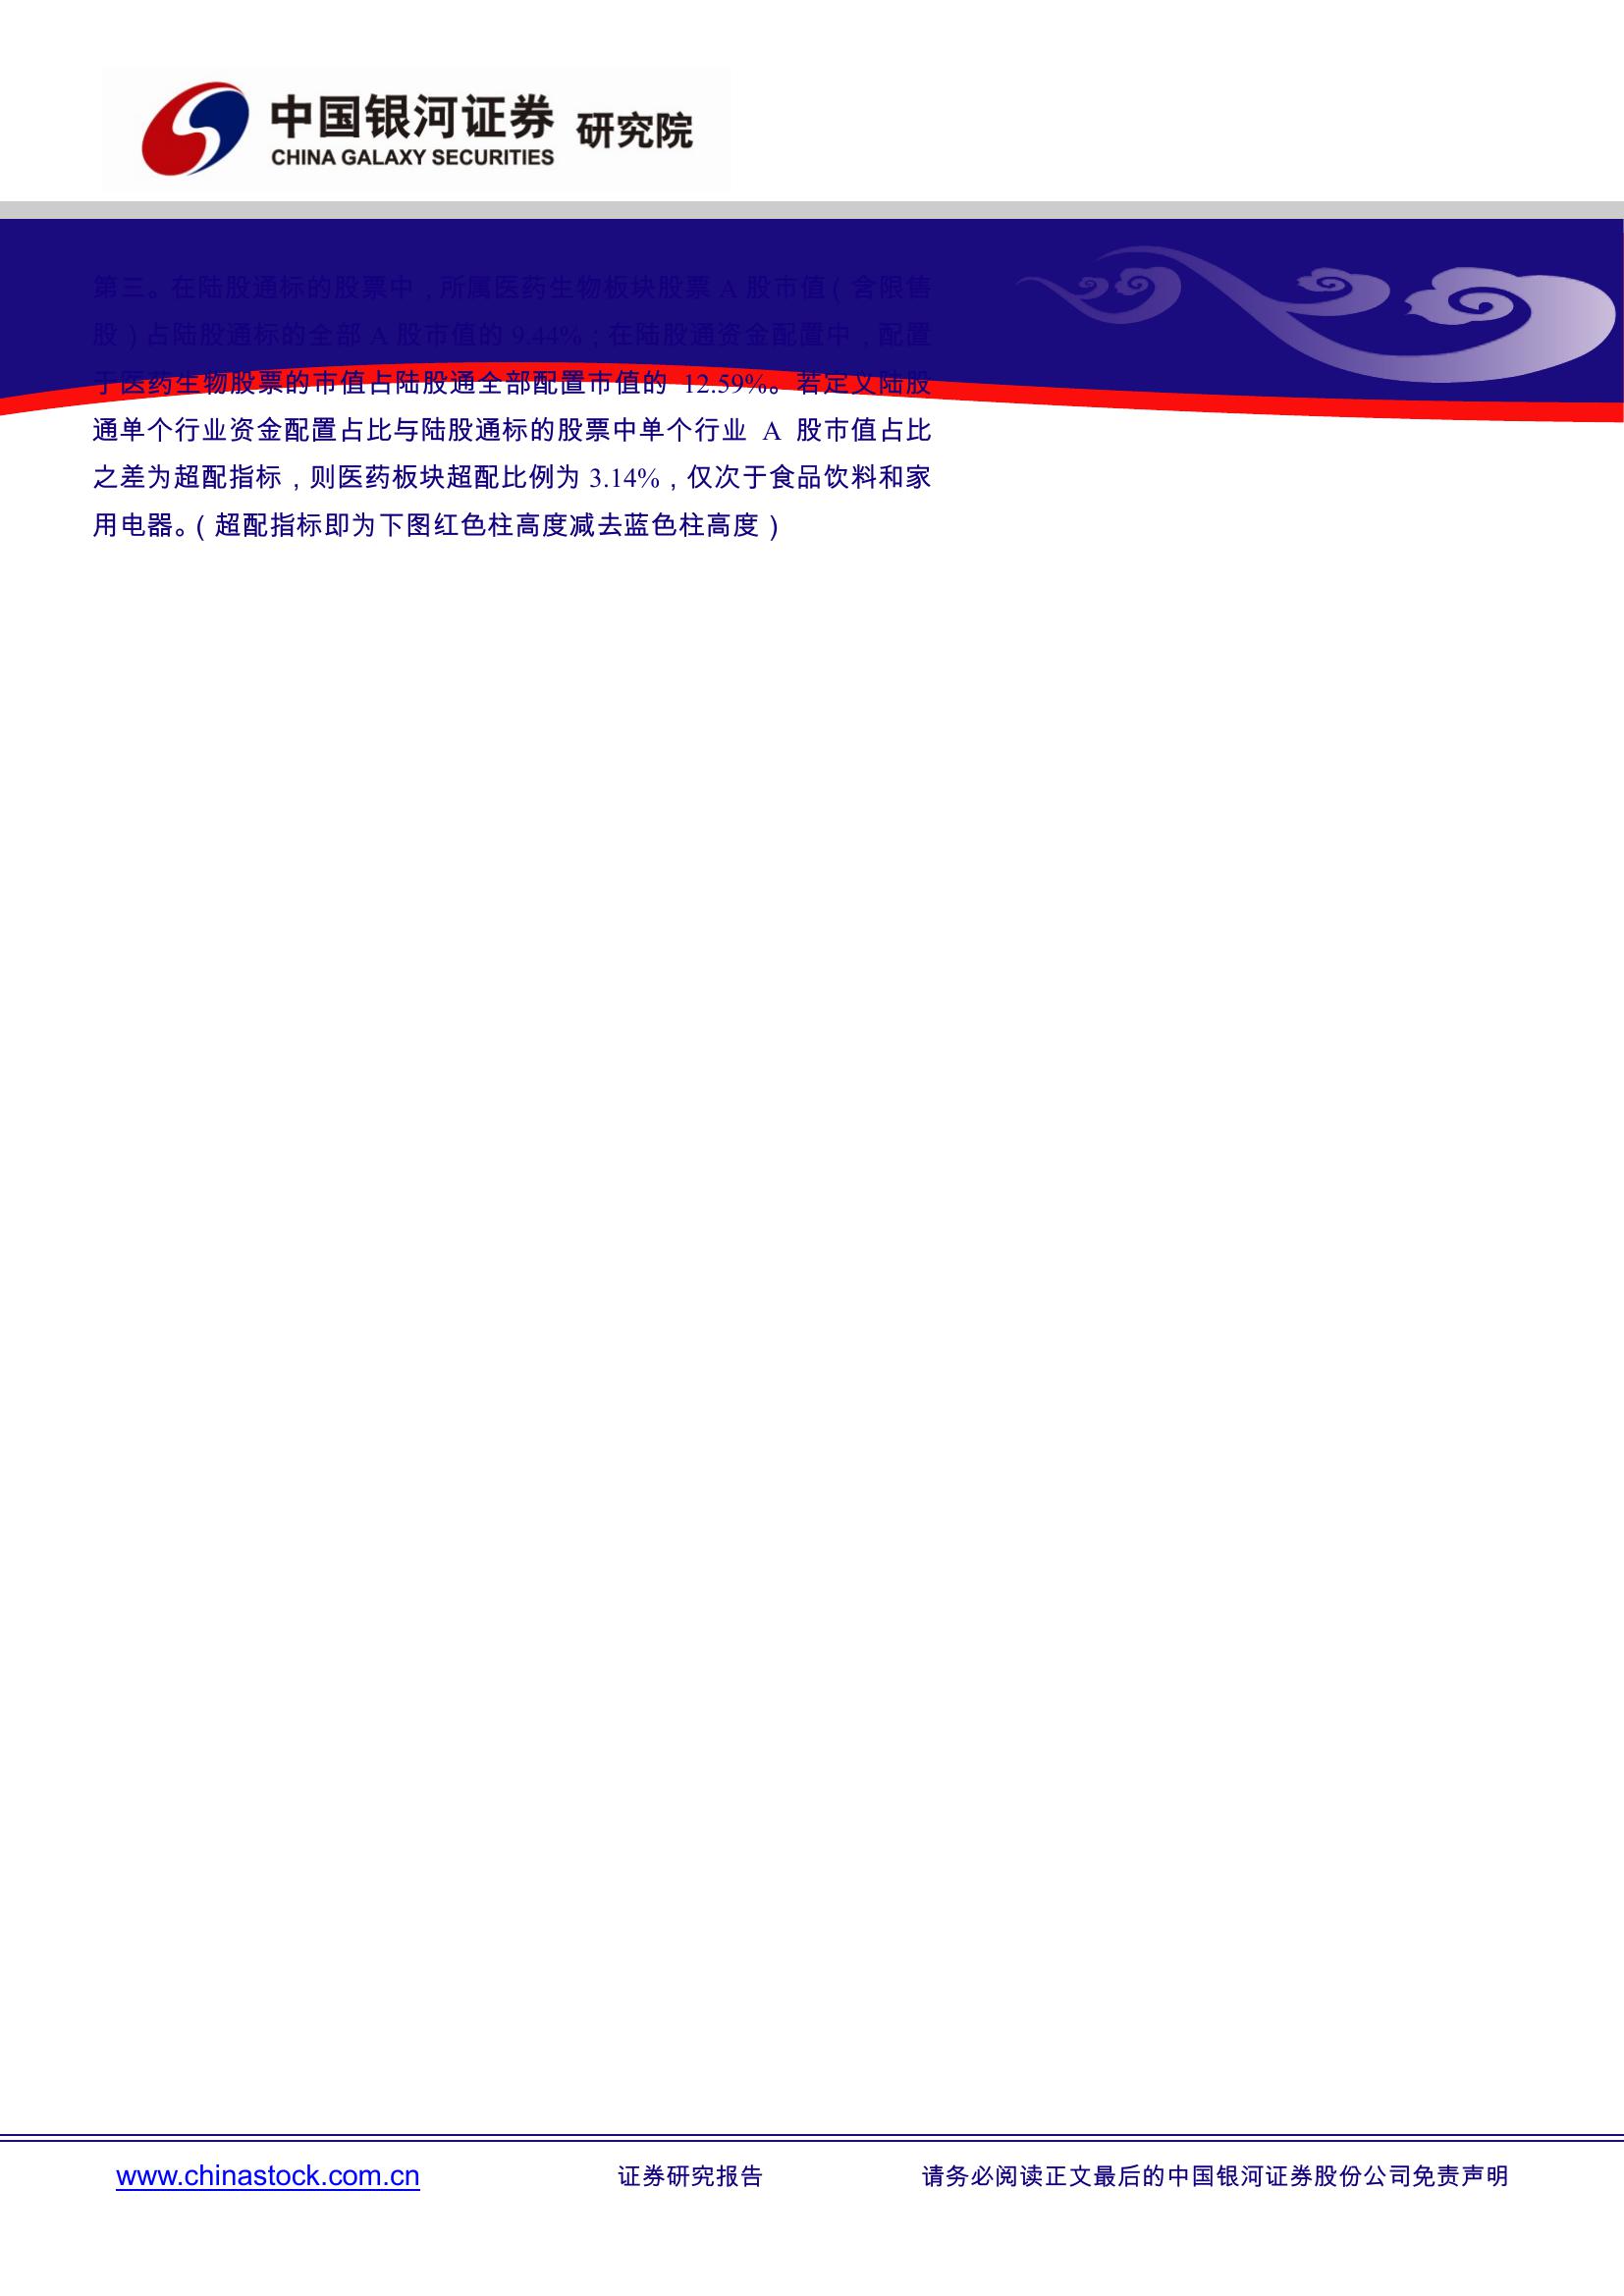 中国银河证券 研究院
CHINA GALAXY SECURITIES
第三。在陆股通标的股票中，所属医药生物板块股票 A 股市值（含限售
股）占陆股通标的全部 A 股市值的 9.44%；在陆股通资金配置中，配置
于医药生物股票的市值占陆股通全部配置市值的 12.59%。若定义陆股
通单个行业资金配置占比与陆股通标的股票中单个行业 A 股市值占比
之差为超配指标，则医药板块超配比例为 3.14%，仅次于食品饮料和家
用电器。（超配指标即为下图红色柱高度减去蓝色柱高度）
www.chinastock.com.cn 证券研究报告 请务必阅读正文最后的中国银河证券股份公司免责声明